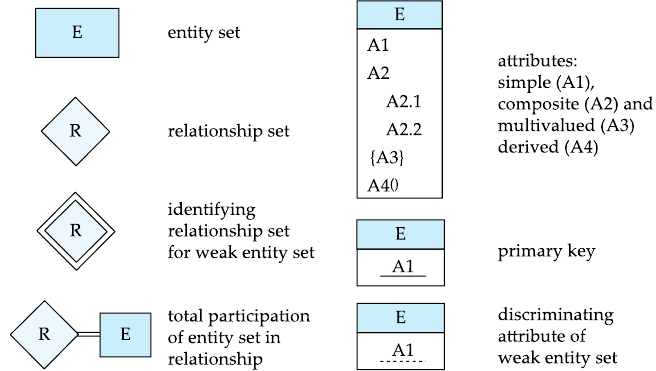 E
entity set
R
relationship set
R
identifying
relationship set
for weak entity set
R
E
total participation
of entity set in
relationship
E
A1
A2
A2.1
A2.2
{A3}
A4()
attributes:
simple (A1),
composite (A2) and
multivalued (A3)
derived (A4)
E
A1
primary key
E
A1
discriminating
attribute of
weak entity set